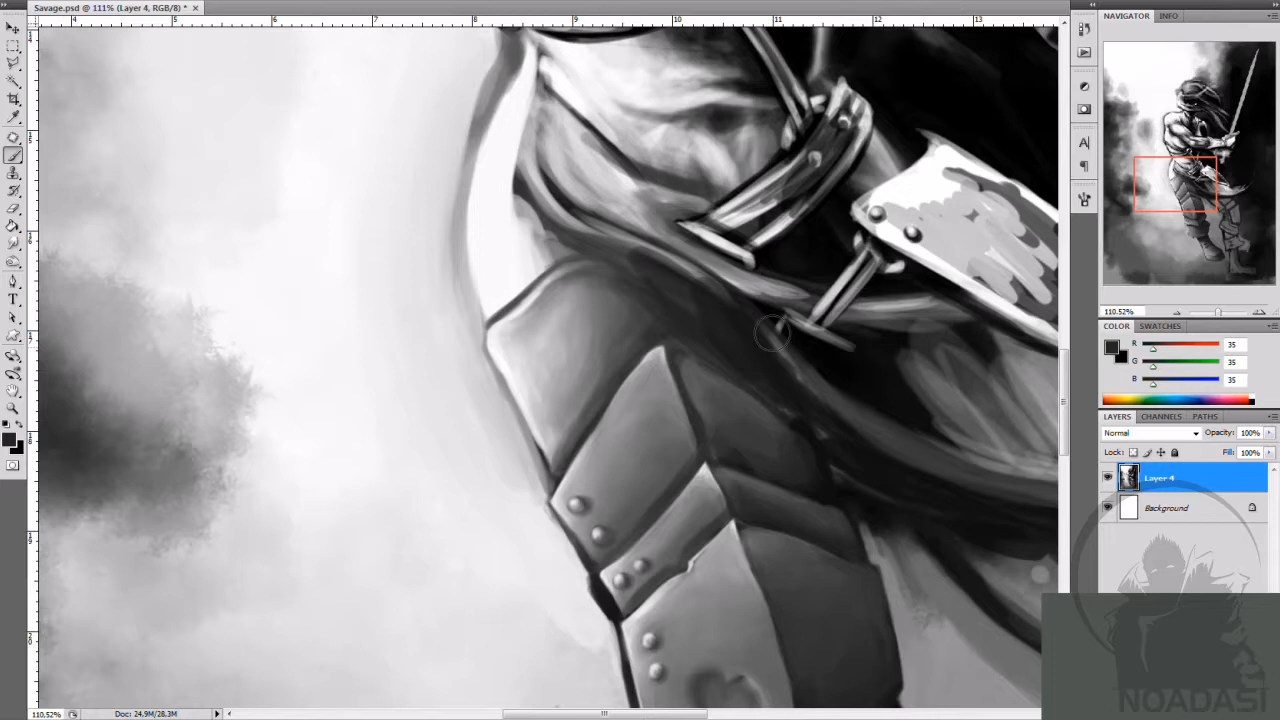 Savage.psd @ 111% (Layer 4, RGB/8) * ×
NAVIGATOR INFO
4 5 6 7 8 9 10 11 12 13
110.52%
COLOR SWATCHES
R 35
G 35
B 35
LAYERS CHANNELS PATHS
Normal Opacity: 100%
Lock: Fill: 100%
Layer 4
Background
NOADASI
110.52% Doc: 24.9M/28.3M